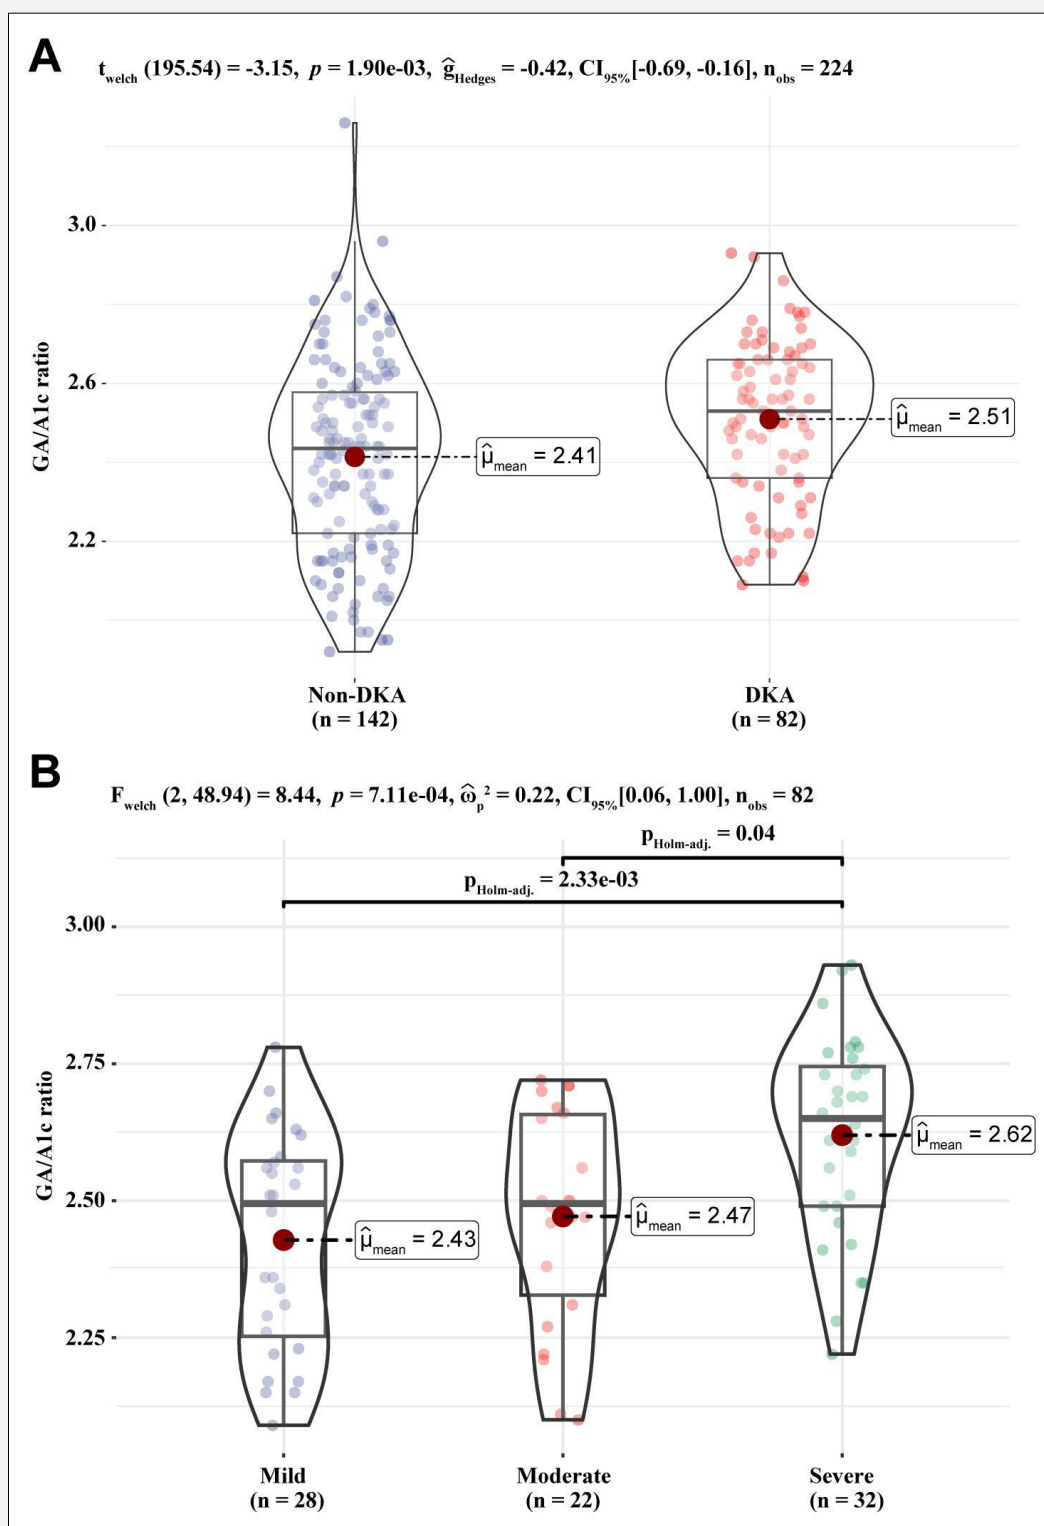 A
t_welch (195.54) = -3.15, p = 1.90e-03, ĝ_Hedges = -0.42, CI_95% [-0.69, -0.16], n_obs = 224
GA/A1c ratio
3.0
2.6
2.2
μ̂_mean = 2.41
μ̂_mean = 2.51
Non-DKA
(n = 142)
DKA
(n = 82)
B
F_welch (2, 48.94) = 8.44, p = 7.11e-04, ω̂_p² = 0.22, CI_95% [0.06, 1.00], n_obs = 82
p_Holm-adj. = 0.04
p_Holm-adj. = 2.33e-03
GA/A1c ratio
3.00
2.75
2.50
2.25
μ̂_mean = 2.43
μ̂_mean = 2.47
μ̂_mean = 2.62
Mild
(n = 28)
Moderate
(n = 22)
Severe
(n = 32)